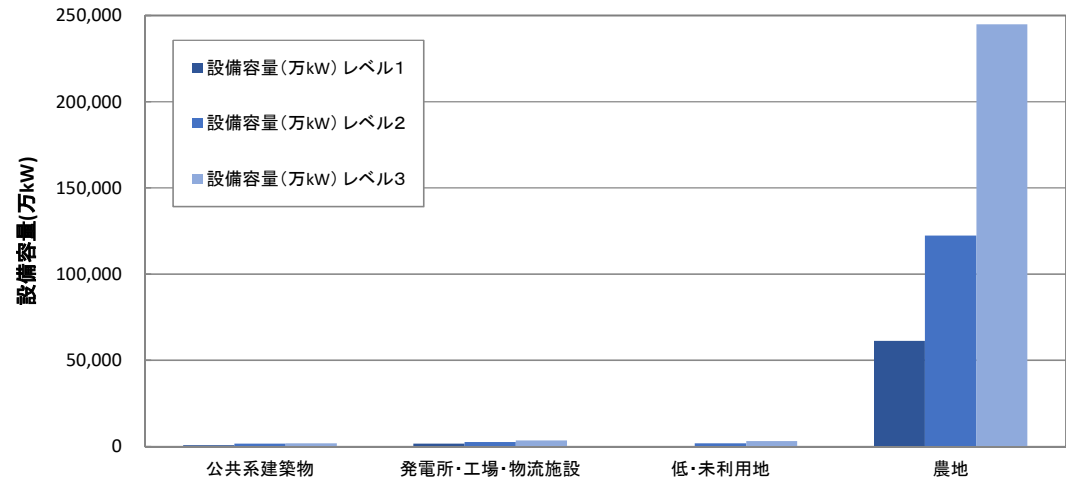 設備容量(万kW)
250,000
200,000
150,000
100,000
50,000
0
設備容量(万kW) レベル1
設備容量(万kW) レベル2
設備容量(万kW) レベル3
公共系建築物
発電所・工場・物流施設
低・未利用地
農地